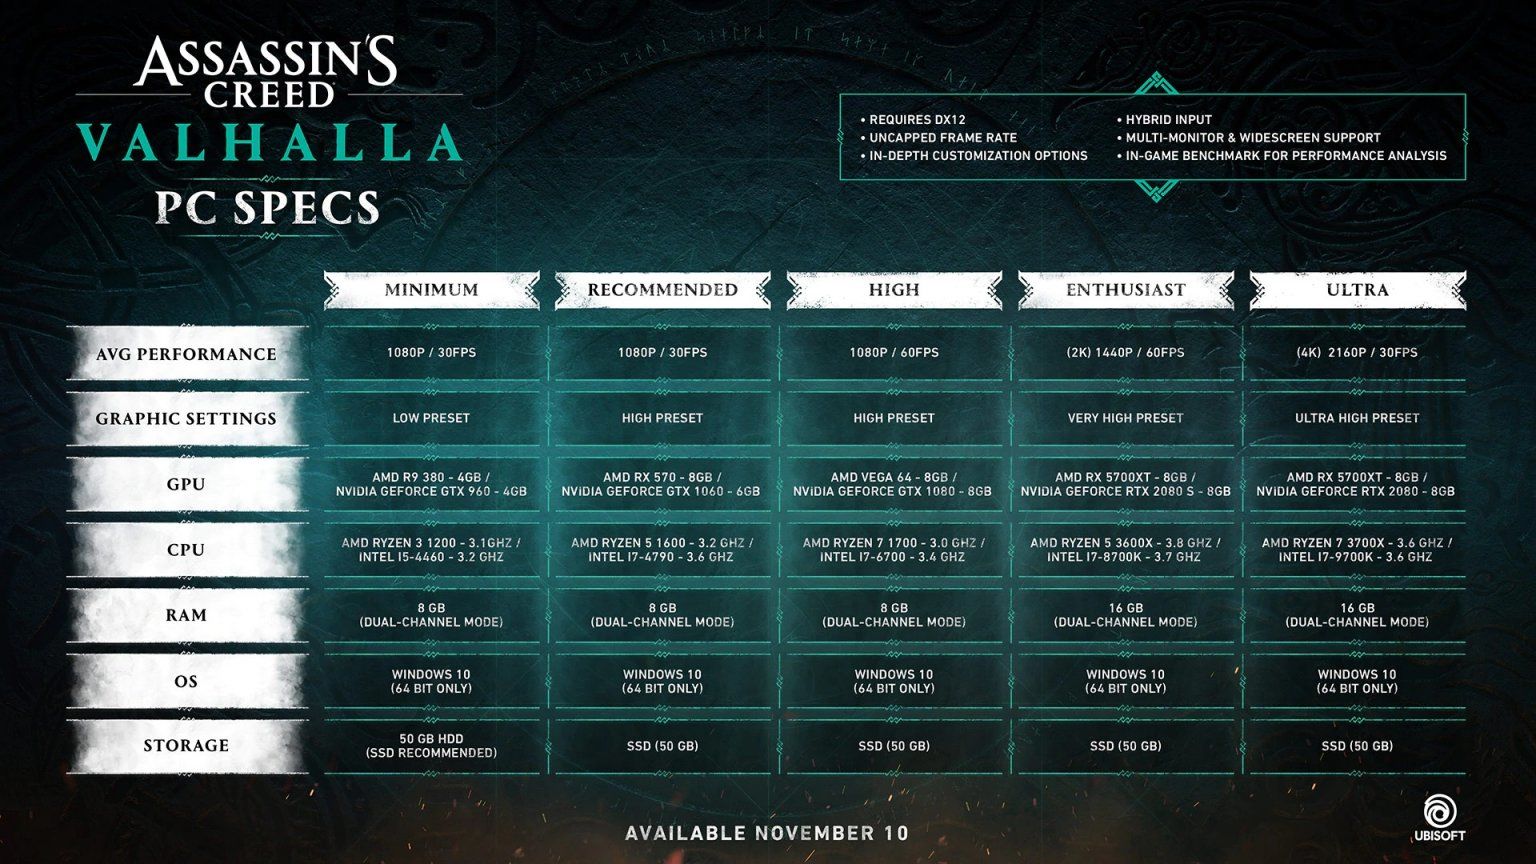 ASSASSIN'S
CREED
VALHALLA
PC SPECS
• REQUIRES DX12
• UNCAPPED FRAME RATE
• IN-DEPTH CUSTOMIZATION OPTIONS
• HYBRID INPUT
• MULTI-MONITOR & WIDESCREEN SUPPORT
• IN-GAME BENCHMARK FOR PERFORMANCE ANALYSIS
MINIMUM RECOMMENDED HIGH ENTHUSIAST ULTRA
AVG PERFORMANCE 1080P / 30FPS 1080P / 30FPS 1080P / 60FPS (2K) 1440P / 60FPS (4K) 2160P / 30FPS
GRAPHIC SETTINGS LOW PRESET HIGH PRESET HIGH PRESET VERY HIGH PRESET ULTRA HIGH PRESET
GPU
AMD R9 380 - 4GB / AMD RX 570 - 8GB / AMD VEGA 64 - 8GB / AMD RX 5700XT - 8GB / AMD RX 5700XT - 8GB /
NVIDIA GEFORCE GTX 960 - 4GB NVIDIA GEFORCE GTX 1060 - 6GB NVIDIA GEFORCE GTX 1080 - 8GB NVIDIA GEFORCE RTX 2080 S - 8GB NVIDIA GEFORCE RTX 2080 - 8GB
CPU
AMD RYZEN 3 1200 - 3.1GHZ / AMD RYZEN 5 1600 - 3.2 GHZ / AMD RYZEN 7 1700 - 3.0 GHZ / AMD RYZEN 5 3600X - 3.8 GHZ / AMD RYZEN 7 3700X - 3.6 GHZ /
INTEL I5-4460 - 3.2 GHZ INTEL I7-4790 - 3.6 GHZ INTEL I7-6700 - 3.4 GHZ INTEL I7-8700K - 3.7 GHZ INTEL I7-9700K - 3.6 GHZ
RAM
8 GB 8 GB 8 GB 16 GB 16 GB
(DUAL-CHANNEL MODE) (DUAL-CHANNEL MODE) (DUAL-CHANNEL MODE) (DUAL-CHANNEL MODE) (DUAL-CHANNEL MODE)
OS
WINDOWS 10 WINDOWS 10 WINDOWS 10 WINDOWS 10 WINDOWS 10
(64 BIT ONLY) (64 BIT ONLY) (64 BIT ONLY) (64 BIT ONLY) (64 BIT ONLY)
STORAGE
50 GB HDD
(SSD RECOMMENDED) SSD (50 GB) SSD (50 GB) SSD (50 GB) SSD (50 GB)
AVAILABLE NOVEMBER 10
UBISOFT